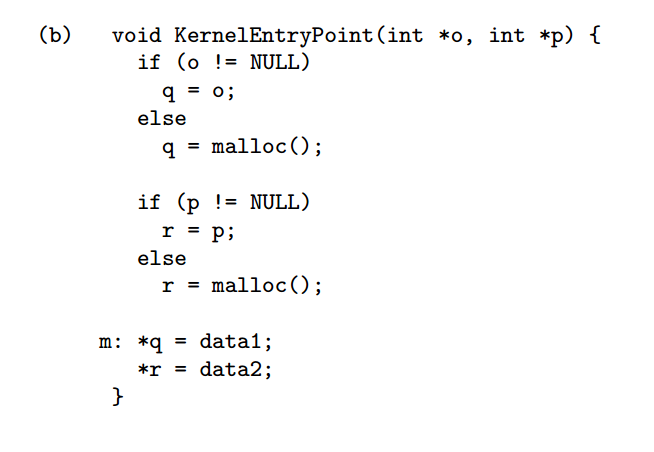 (b) void KernelEntryPoint(int *o, int *p) {
if (o != NULL)
q = o;
else
q = malloc();
if (p != NULL)
r = p;
else
r = malloc();
m: *q = data1;
*r = data2;
}